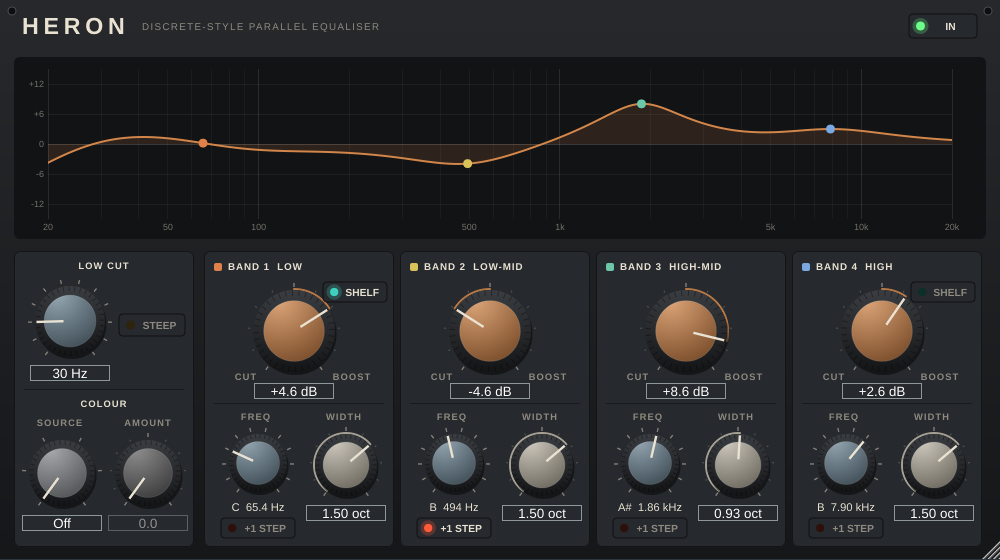 HERON DISCRETE-STYLE PARALLEL EQUALISER IN
+12
+6
0
-6
-12
20 50 100 500 1k 5k 10k 20k
LOW CUT
STEEP
30 Hz
COLOUR
SOURCE AMOUNT
Off 0.0
BAND 1 LOW
SHELF
CUT BOOST
+4.6 dB
FREQ WIDTH
C 65.4 Hz 1.50 oct
+1 STEP
BAND 2 LOW-MID
CUT BOOST
-4.6 dB
FREQ WIDTH
B 494 Hz 1.50 oct
+1 STEP
BAND 3 HIGH-MID
CUT BOOST
+8.6 dB
FREQ WIDTH
A# 1.86 kHz 0.93 oct
+1 STEP
BAND 4 HIGH
SHELF
CUT BOOST
+2.6 dB
FREQ WIDTH
B 7.90 kHz 1.50 oct
+1 STEP